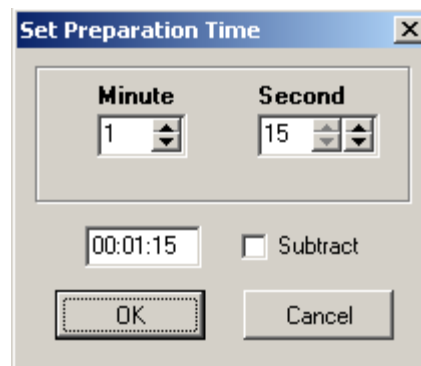 Set Preparation Time
Minute Second
1 15
00:01:15 Subtract
OK Cancel